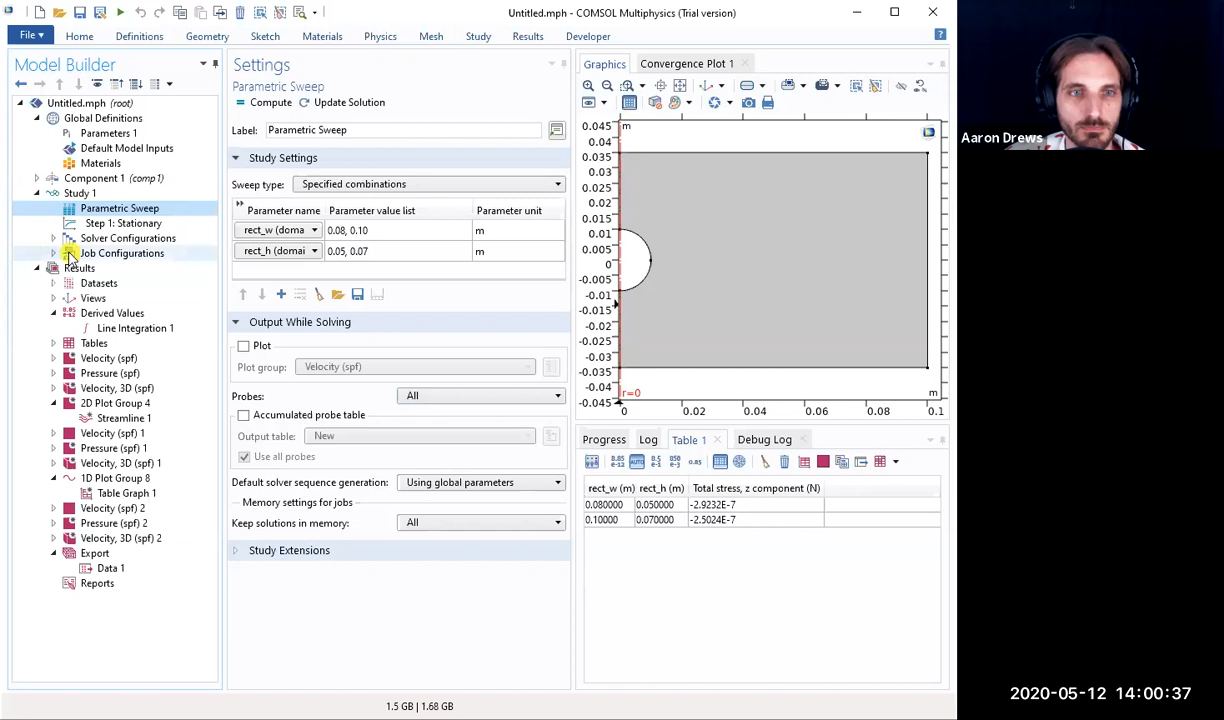 Untitled.mph - COMSOL Multiphysics (Trial version)
File
Home
Definitions
Geometry
Sketch
Materials
Physics
Mesh
Study
Results
Developer
Model Builder
Untitled.mph (root)
Global Definitions
Parameters 1
Default Model Inputs
Materials
Component 1 (comp1)
Study 1
Parametric Sweep
Step 1: Stationary
Solver Configurations
Job Configurations
Results
Datasets
Views
Derived Values
Line Integration 1
Tables
Velocity (spf)
Pressure (spf)
Velocity, 3D (spf)
2D Plot Group 4
Streamline 1
Velocity (spf) 1
Pressure (spf) 1
Velocity, 3D (spf) 1
1D Plot Group 8
Table Graph 1
Velocity (spf) 2
Pressure (spf) 2
Velocity, 3D (spf) 2
Export
Data 1
Reports
Settings
Parametric Sweep
Compute Update Solution
Label: Parametric Sweep
Study Settings
Sweep type: Specified combinations
Parameter name Parameter value list Parameter unit
rect_w (doma 0.08, 0.10 m
rect_h (domai 0.05, 0.07 m
Output While Solving
Plot
Plot group: Velocity (spf)
Probes: All
Accumulated probe table
Output table: New
Use all probes
Default solver sequence generation: Using global parameters
Memory settings for jobs
Keep solutions in memory: All
Study Extensions
Graphics Convergence Plot 1
m
0.045
0.04
0.035
0.03
0.025
0.02
0.015
0.01
0.005
0
-0.005
-0.01
-0.015
-0.02
-0.025
-0.03
-0.035
-0.04
-0.045
r=0
m
0 0.02 0.04 0.06 0.08 0.1
Progress Log Table 1 Debug Log
8.85 e-12 AUTO 8.5 e-1 850 e-3 0.85
rect_w (m) rect_h (m) Total stress, z component (N)
0.080000 0.050000 -2.9232E-7
0.10000 0.070000 -2.5024E-7
1.5 GB | 1.68 GB
Aaron Drews
2020-05-12 14:00:37